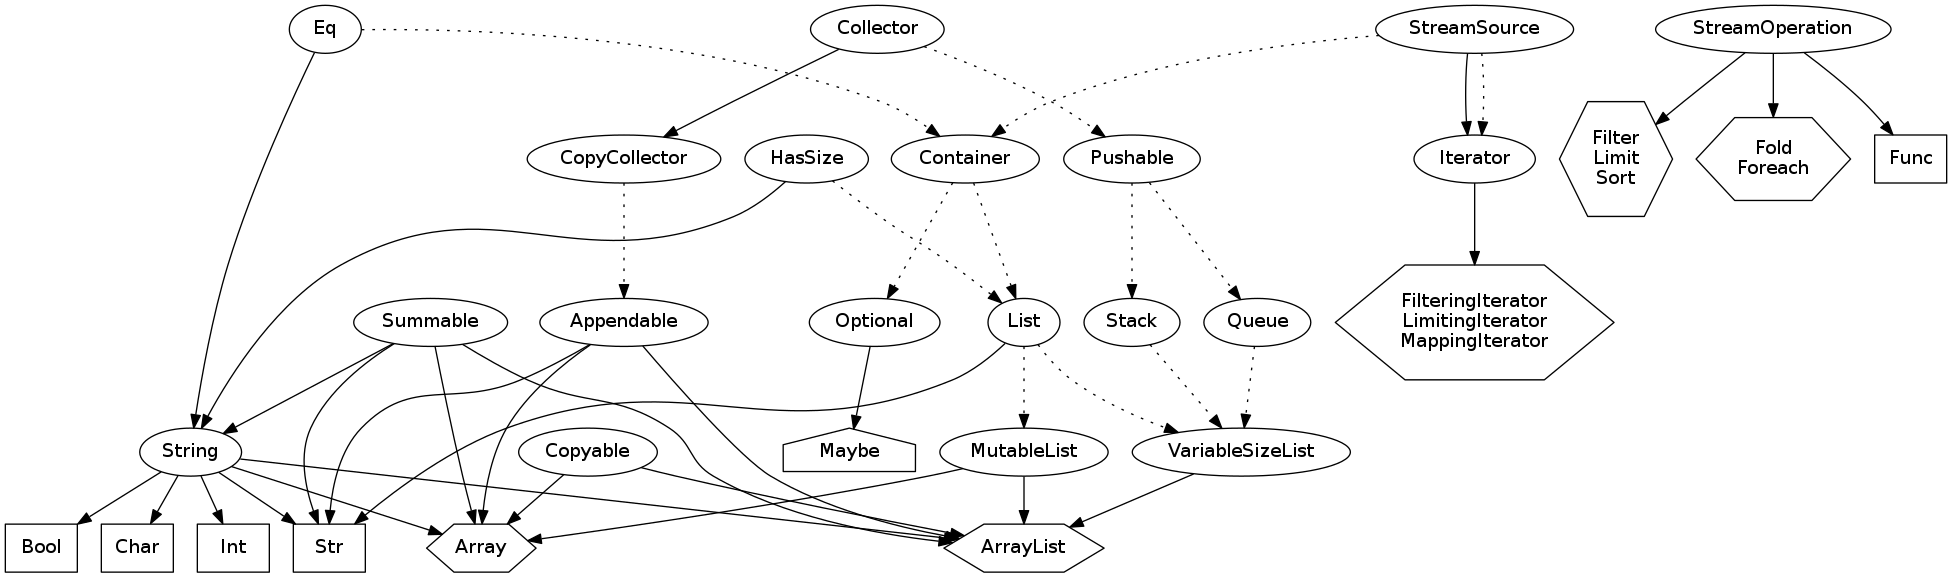 Eq
Collector
StreamSource
StreamOperation
CopyCollector
HasSize
Container
Pushable
Iterator
Filter
Limit
Sort
Fold
Foreach
Func
Summable
Appendable
Optional
List
Stack
Queue
FilteringIterator
LimitingIterator
MappingIterator
String
Copyable
Maybe
MutableList
VariableSizeList
Bool
Char
Int
Str
Array
ArrayList